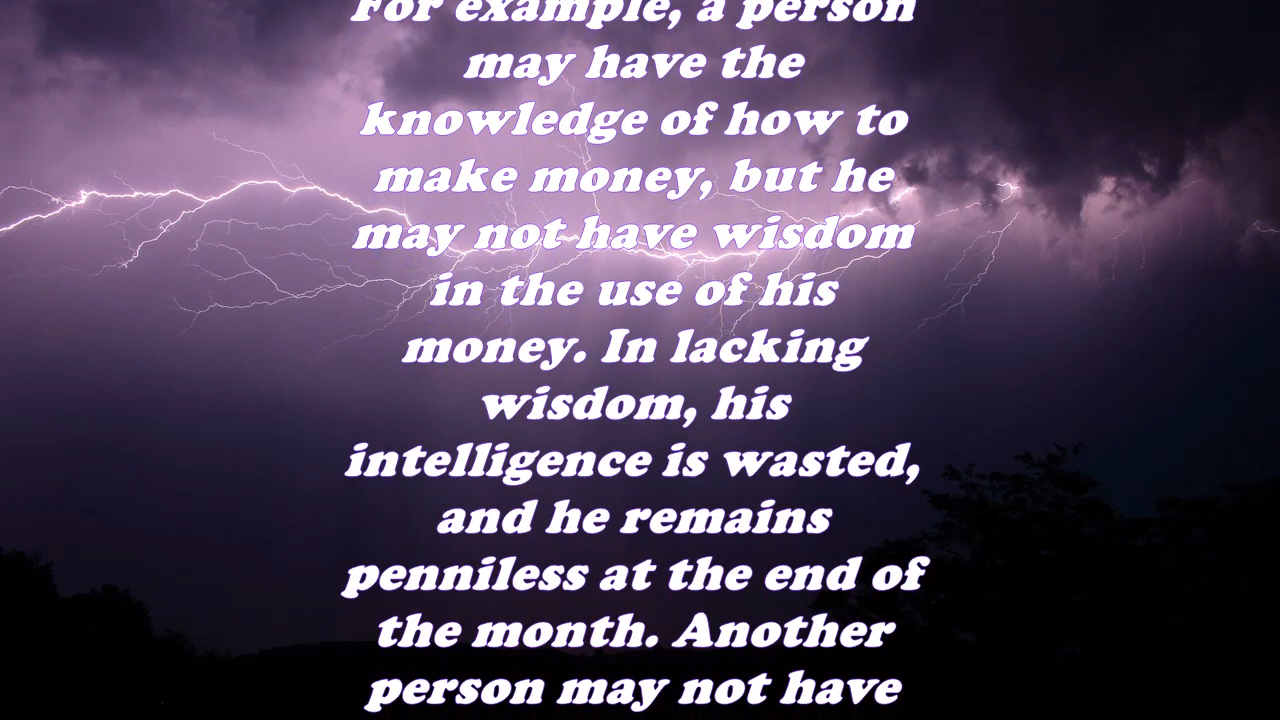 For example, a person
may have the
knowledge of how to
make money, but he
may not have wisdom
in the use of his
money. In lacking
wisdom, his
intelligence is wasted,
and he remains
penniless at the end of
the month. Another
person may not have